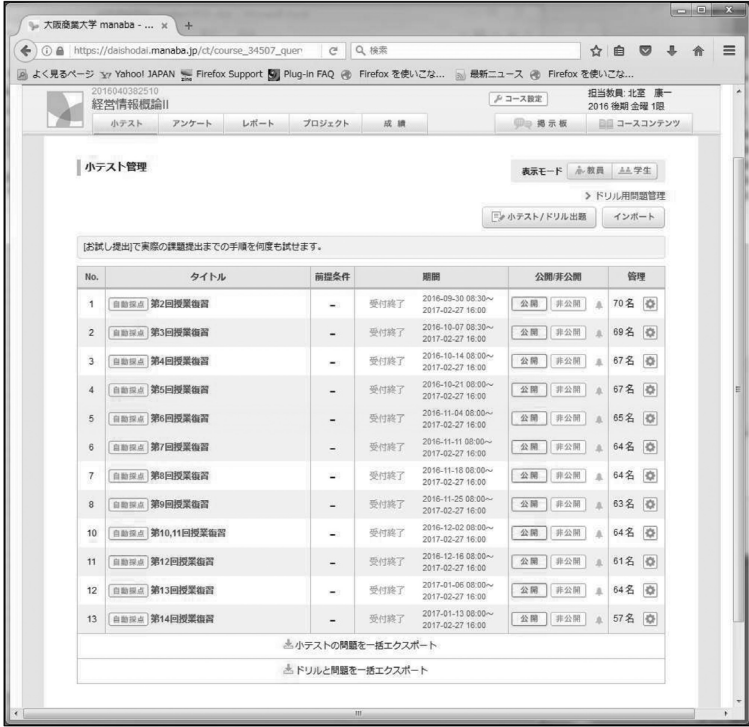 大阪商業大学 manaba - ... × +
https://daishodai.manaba.jp/ct/course_34507_quer 検索
よく見るページ Yahoo! JAPAN Firefox Support Plug-in FAQ Firefox を使いこな... 最新ニュース Firefox を使いこな...
2016040382510
経営情報概論II
コース設定
担当教員: 北室 康一
2016 後期 金曜 1限
小テスト アンケート レポート プロジェクト 成績 掲示板 コースコンテンツ
小テスト管理
表示モード 教員 学生
ドリル用問題管理
小テスト/ドリル出題 インポート
[お試し提出]で実際の課題提出までの手順を何度も試せます。
No. タイトル 前提条件 期間 公開/非公開 管理
1 自動採点 第2回授業復習 - 受付終了 2016-09-30 08:30～ 2017-02-27 16:00 公開 非公開 70名
2 自動採点 第3回授業復習 - 受付終了 2016-10-07 08:30～ 2017-02-27 16:00 公開 非公開 69名
3 自動採点 第4回授業復習 - 受付終了 2016-10-14 08:00～ 2017-02-27 16:00 公開 非公開 67名
4 自動採点 第5回授業復習 - 受付終了 2016-10-21 08:00～ 2017-02-27 16:00 公開 非公開 67名
5 自動採点 第6回授業復習 - 受付終了 2016-11-04 08:00～ 2017-02-27 16:00 公開 非公開 65名
6 自動採点 第7回授業復習 - 受付終了 2016-11-11 08:00～ 2017-02-27 16:00 公開 非公開 64名
7 自動採点 第8回授業復習 - 受付終了 2016-11-18 08:00～ 2017-02-27 16:00 公開 非公開 64名
8 自動採点 第9回授業復習 - 受付終了 2016-11-25 08:00～ 2017-02-27 16:00 公開 非公開 63名
10 自動採点 第10,11回授業復習 - 受付終了 2016-12-02 08:00～ 2017-02-27 16:00 公開 非公開 64名
11 自動採点 第12回授業復習 - 受付終了 2016-12-16 08:00～ 2017-02-27 16:00 公開 非公開 61名
12 自動採点 第13回授業復習 - 受付終了 2017-01-06 08:00～ 2017-02-27 16:00 公開 非公開 64名
13 自動採点 第14回授業復習 - 受付終了 2017-01-13 08:00～ 2017-02-27 16:00 公開 非公開 57名
小テストの問題を一括エクスポート
ドリルと問題を一括エクスポート